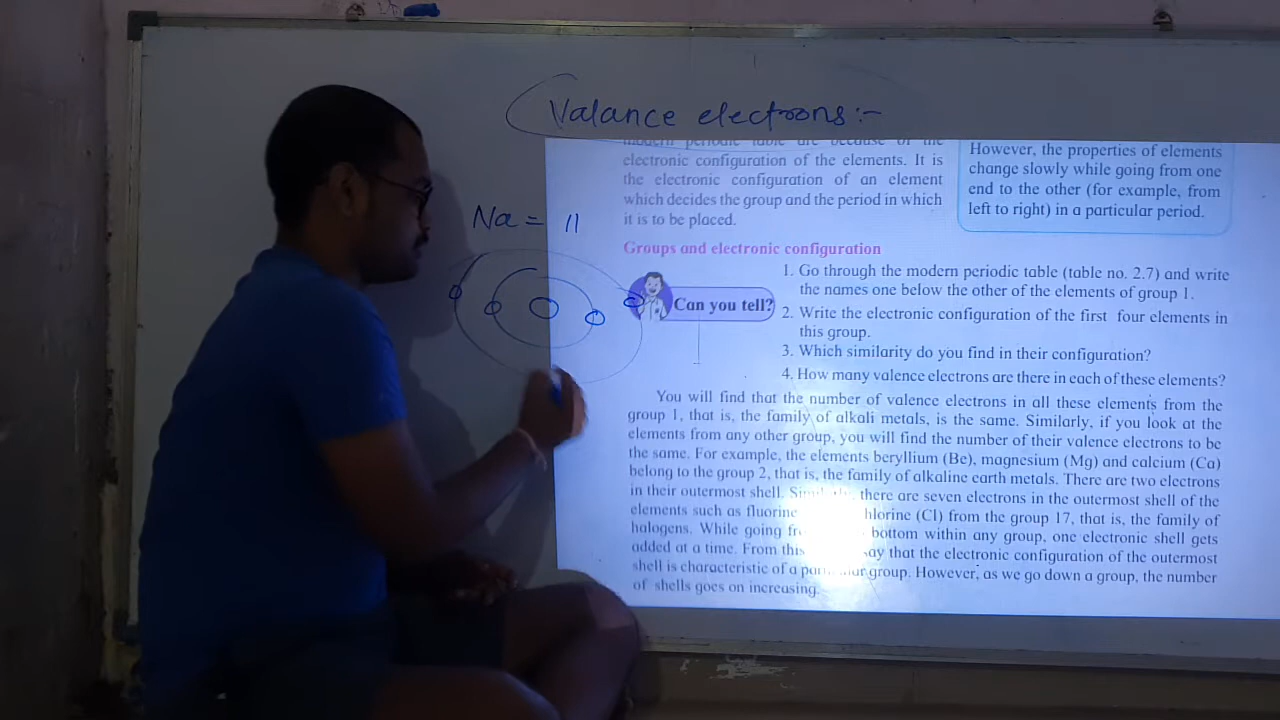 Valance electrons:-
Na = 11
modern periodic table are because of the
electronic configuration of the elements. It is
the electronic configuration of an element
which decides the group and the period in which
it is to be placed.
However, the properties of elements
change slowly while going from one
end to the other (for example, from
left to right) in a particular period.
Groups and electronic configuration
Can you tell?
1. Go through the modern periodic table (table no. 2.7) and write
the names one below the other of the elements of group 1.
2. Write the electronic configuration of the first four elements in
this group.
3. Which similarity do you find in their configuration?
4. How many valence electrons are there in each of these elements?
You will find that the number of valence electrons in all these elements from the
group 1, that is, the family of alkali metals, is the same. Similarly, if you look at the
elements from any other group, you will find the number of their valence electrons to be
the same. For example, the elements beryllium (Be), magnesium (Mg) and calcium (Ca)
belong to the group 2, that is, the family of alkaline earth metals. There are two electrons
in their outermost shell. there are seven electrons in the outermost shell of the
elements such as fluorine hlorine (Cl) from the group 17, that is, the family of
halogens. While going bottom within any group, one electronic shell gets
added at a time. From this say that the electronic configuration of the outermost
shell is characteristic of a group. However, as we go down a group, the number
of shells goes on increasing.